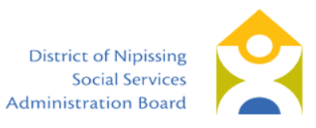 District of Nipissing
Social Services
Administration Board